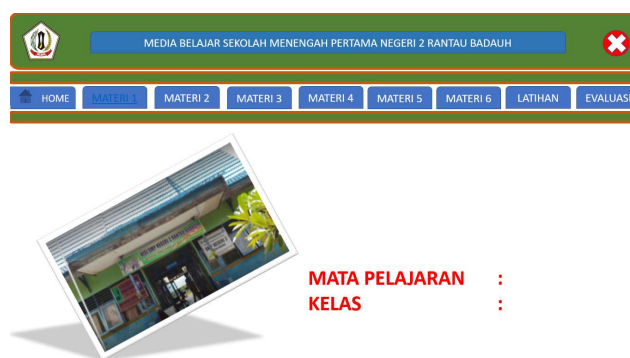 MEDIA BELAJAR SEKOLAH MENENGAH PERTAMA NEGERI 2 RANTAU BADAUH
HOME MATERI 1 MATERI 2 MATERI 3 MATERI 4 MATERI 5 MATERI 6 LATIHAN EVALUASI
MATA PELAJARAN :
KELAS :